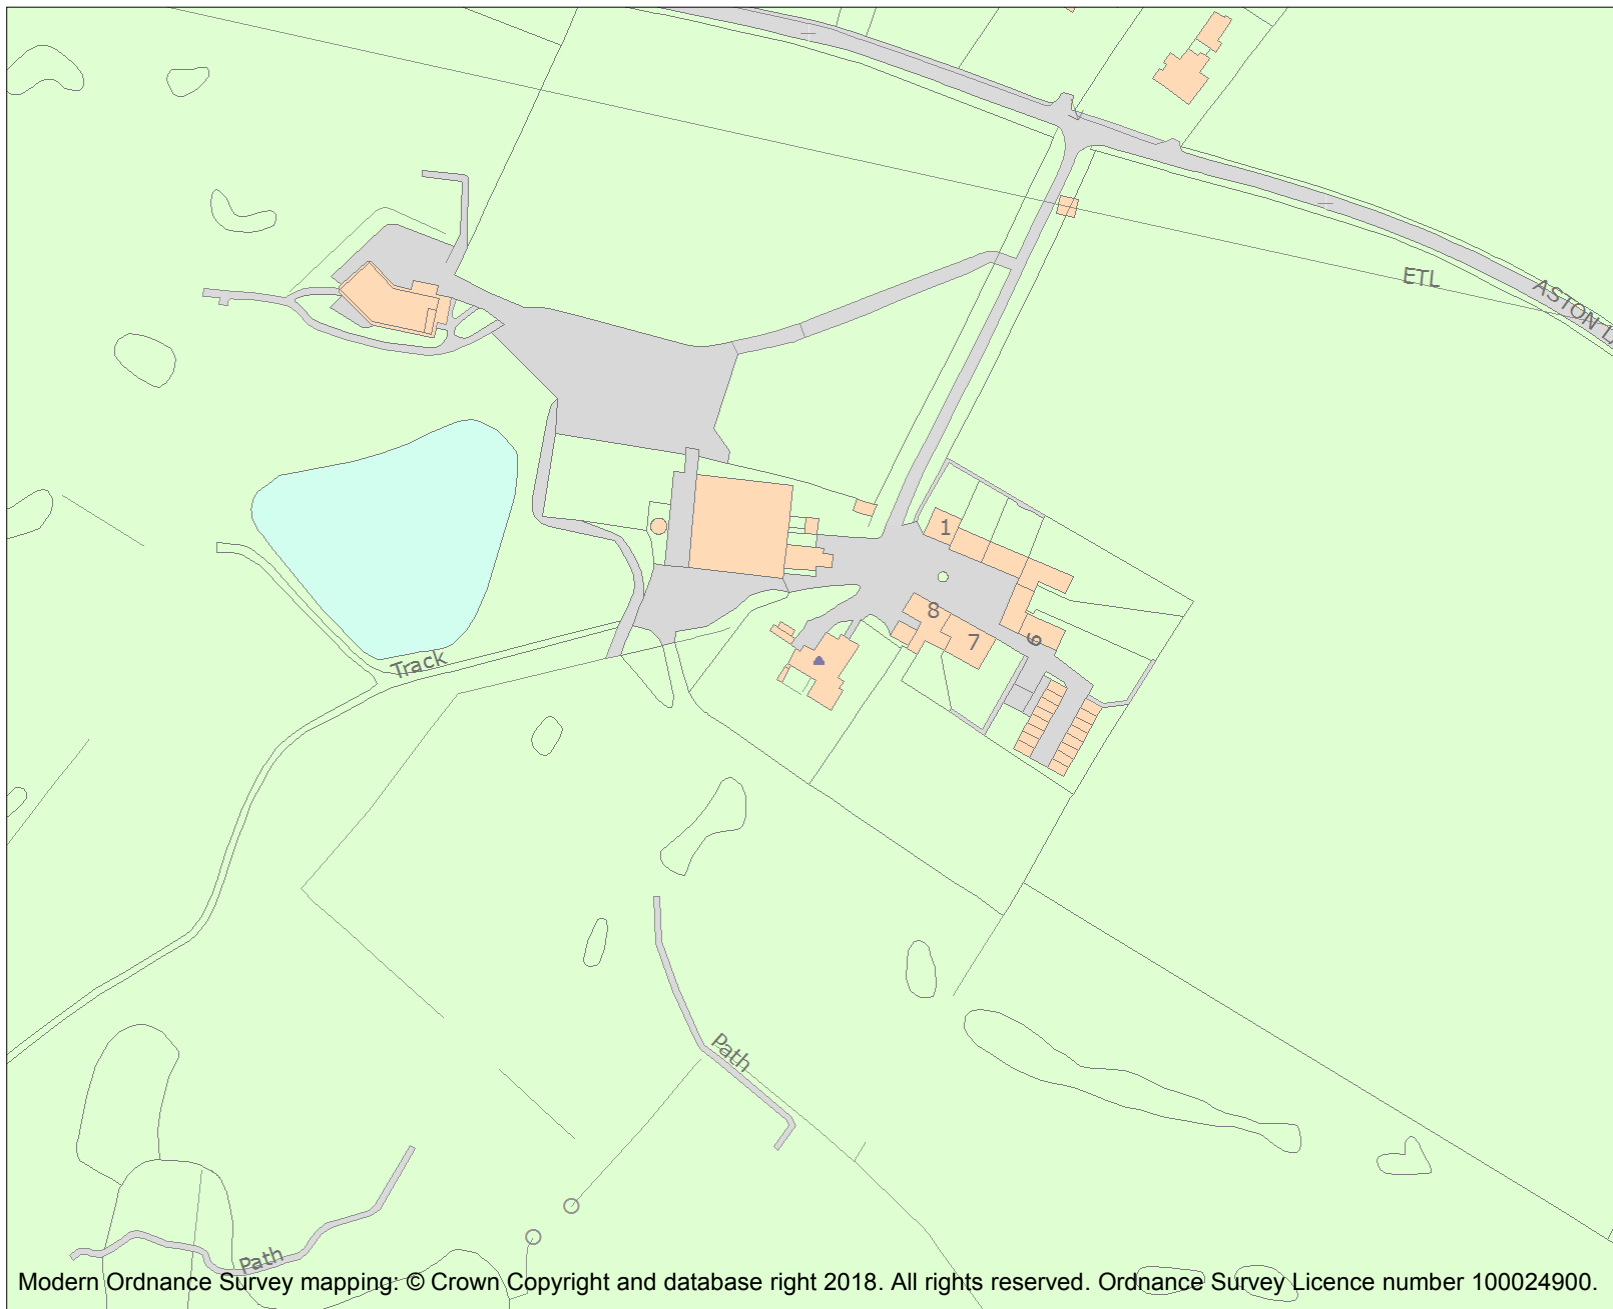 ETL
ASTON L
1
8
7
6
Track
Path
Path
Modern Ordnance Survey mapping: © Crown Copyright and database right 2018. All rights reserved. Ordnance Survey Licence number 100024900.